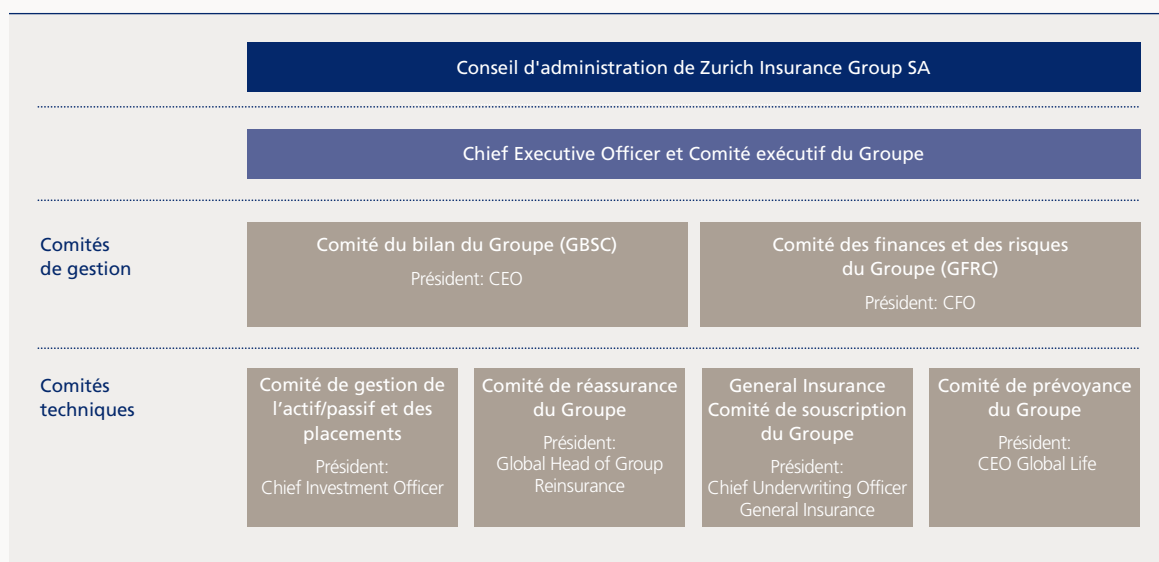 Conseil d'administration de Zurich Insurance Group SA
Chief Executive Officer et Comité exécutif du Groupe
Comités
de gestion
Comité du bilan du Groupe (GBSC)
Président: CEO
Comité des finances et des risques
du Groupe (GFRC)
Président: CFO
Comités
techniques
Comité de gestion de
l'actif/passif et des
placements
Président:
Chief Investment Officer
Comité de réassurance
du Groupe
Président:
Global Head of Group
Reinsurance
General Insurance
Comité de souscription
du Groupe
Président:
Chief Underwriting Officer
General Insurance
Comité de prévoyance
du Groupe
Président:
CEO Global Life